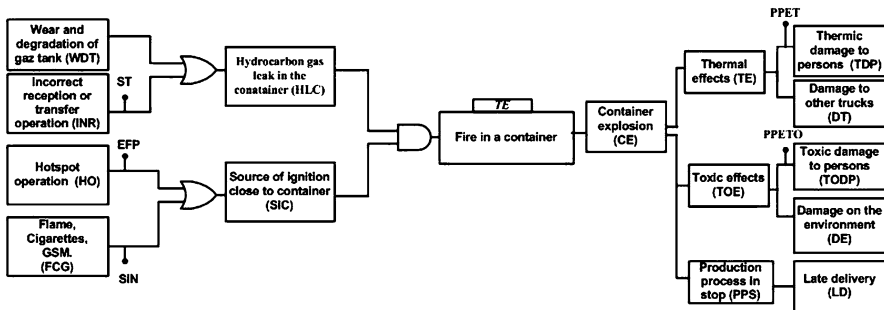 Wear and
degradation of
gaz tank (WDT)
Incorrect
reception or
transfer
operation (INR)
ST
Hotspot
operation (HO)
EFP
Flame,
Cigarettes,
GSM.
(FCG)
SIN
Hydrocarbon gas
leak in the
conatainer (HLC)
Source of ignition
close to container
(SIC)
TE
Fire in a container
Container
explosion
(CE)
Thermal
effects (TE)
PPET
Thermic
damage to
persons (TDP)
Damage to
other trucks
(DT)
Toxic effects
(TOE)
PPETO
Toxic damage
to persons
(TODP)
Damage on the
environment
(DE)
Production
process in
stop (PPS)
Late delivery
(LD)